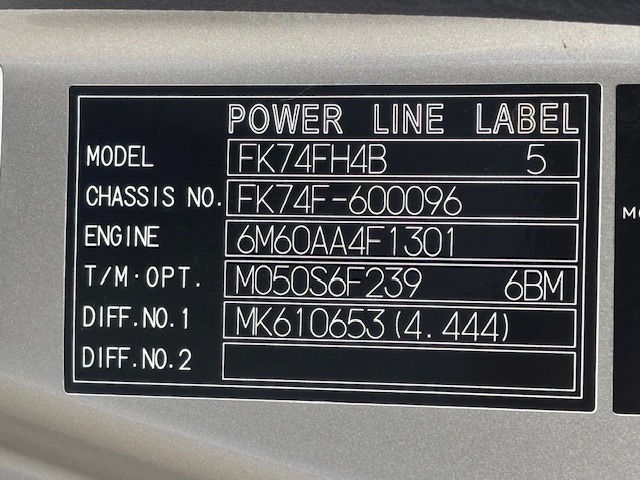 POWER LINE LABEL
MODEL FK74FH4B 5
CHASSIS NO. FK74F-600096
ENGINE 6M60AA4F1301
T/M·OPT. M050S6F239 6BM
DIFF.NO.1 MK610653(4.444)
DIFF.NO.2